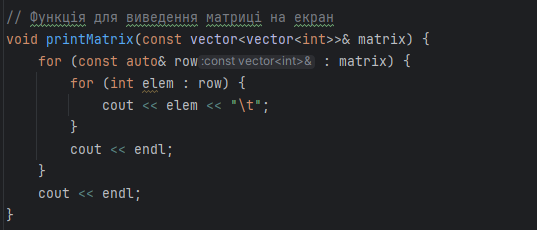 // Функція для виведення матриці на екран
void printMatrix(const vector<vector<int>>& matrix) {
    for (const auto& row :const vector<int>& : matrix) {
        for (int elem : row) {
            cout << elem << "\t";
        }
        cout << endl;
    }
    cout << endl;
}